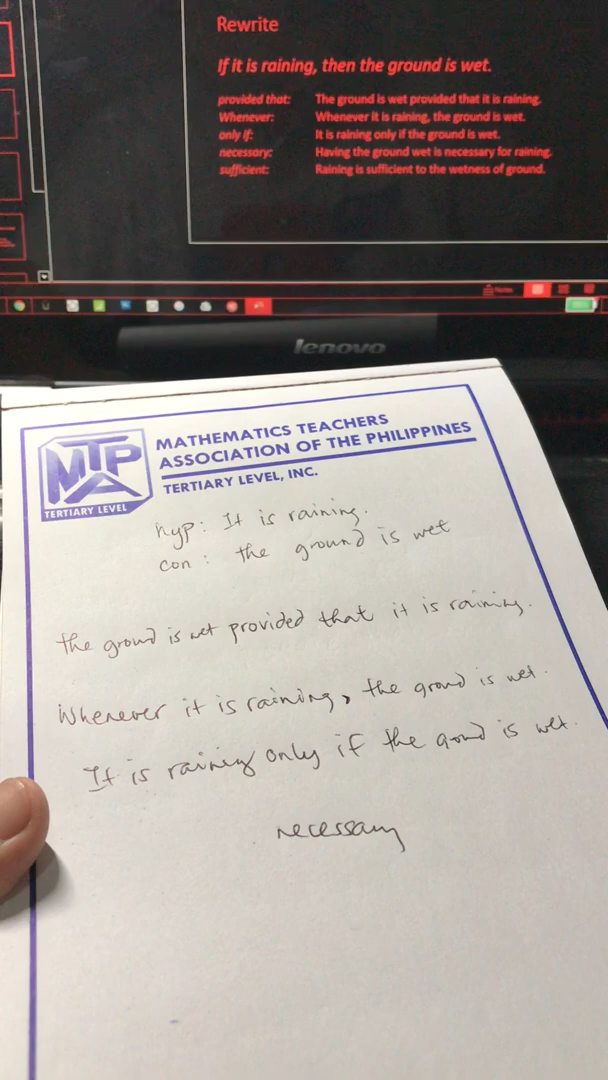 Rewrite
If it is raining, then the ground is wet.
provided that: The ground is wet provided that it is raining.
Whenever: Whenever it is raining, the ground is wet.
only if: It is raining only if the ground is wet.
necessary: Having the ground wet is necessary for raining.
sufficient: Raining is sufficient to the wetness of ground.
lenovo
MTAP
TERTIARY LEVEL
MATHEMATICS TEACHERS
ASSOCIATION OF THE PHILIPPINES
TERTIARY LEVEL, INC.
hyp: It is raining.
con: the ground is wet
the ground is wet provided that it is raining.
Whenever it is raining, the ground is wet.
It is raining only if the ground is wet.
necessary